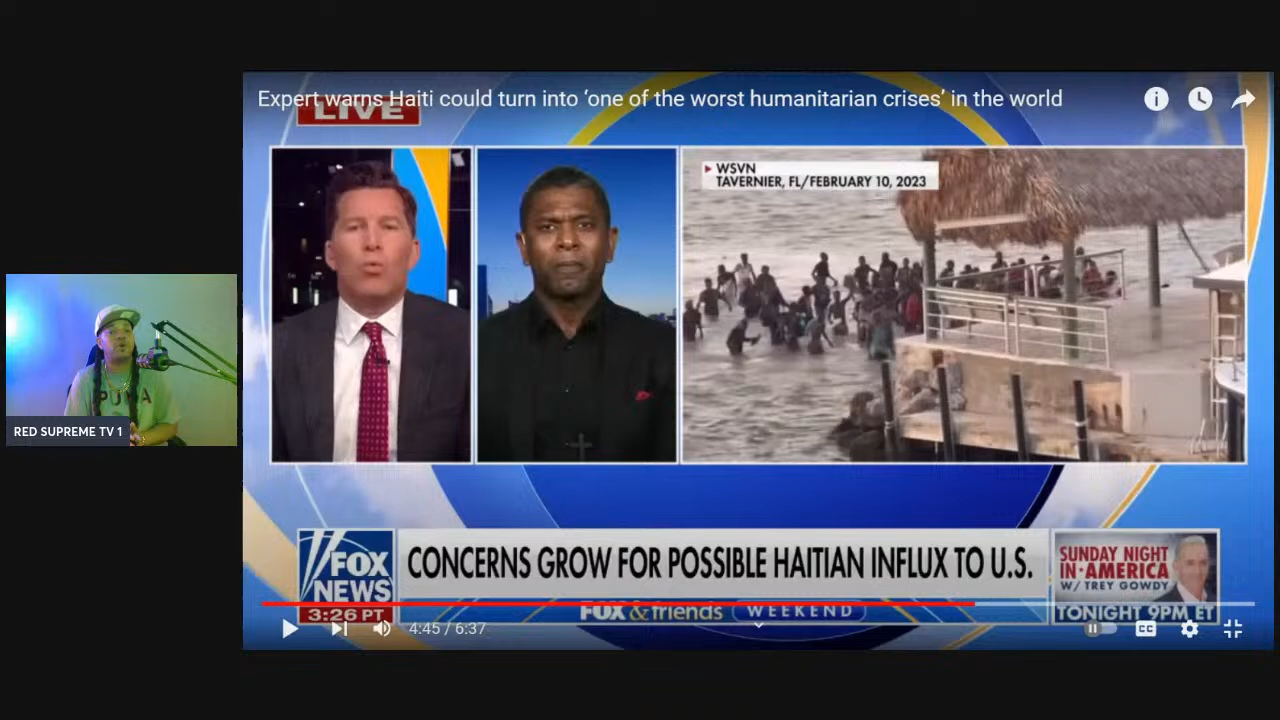 Expert warns Haiti could turn into ‘one of the worst humanitarian crises’ in the world
LIVE
WSVN
TAVERNIER, FL/FEBRUARY 10, 2023
PUMA
RED SUPREME TV 1
FOX
NEWS
3:26 PT
CONCERNS GROW FOR POSSIBLE HAITIAN INFLUX TO U.S.
SUNDAY NIGHT
IN AMERICA
W/ TREY GOWDY
TONIGHT 9PM ET
FOX & friends WEEKEND
4:45 / 6:37
CC